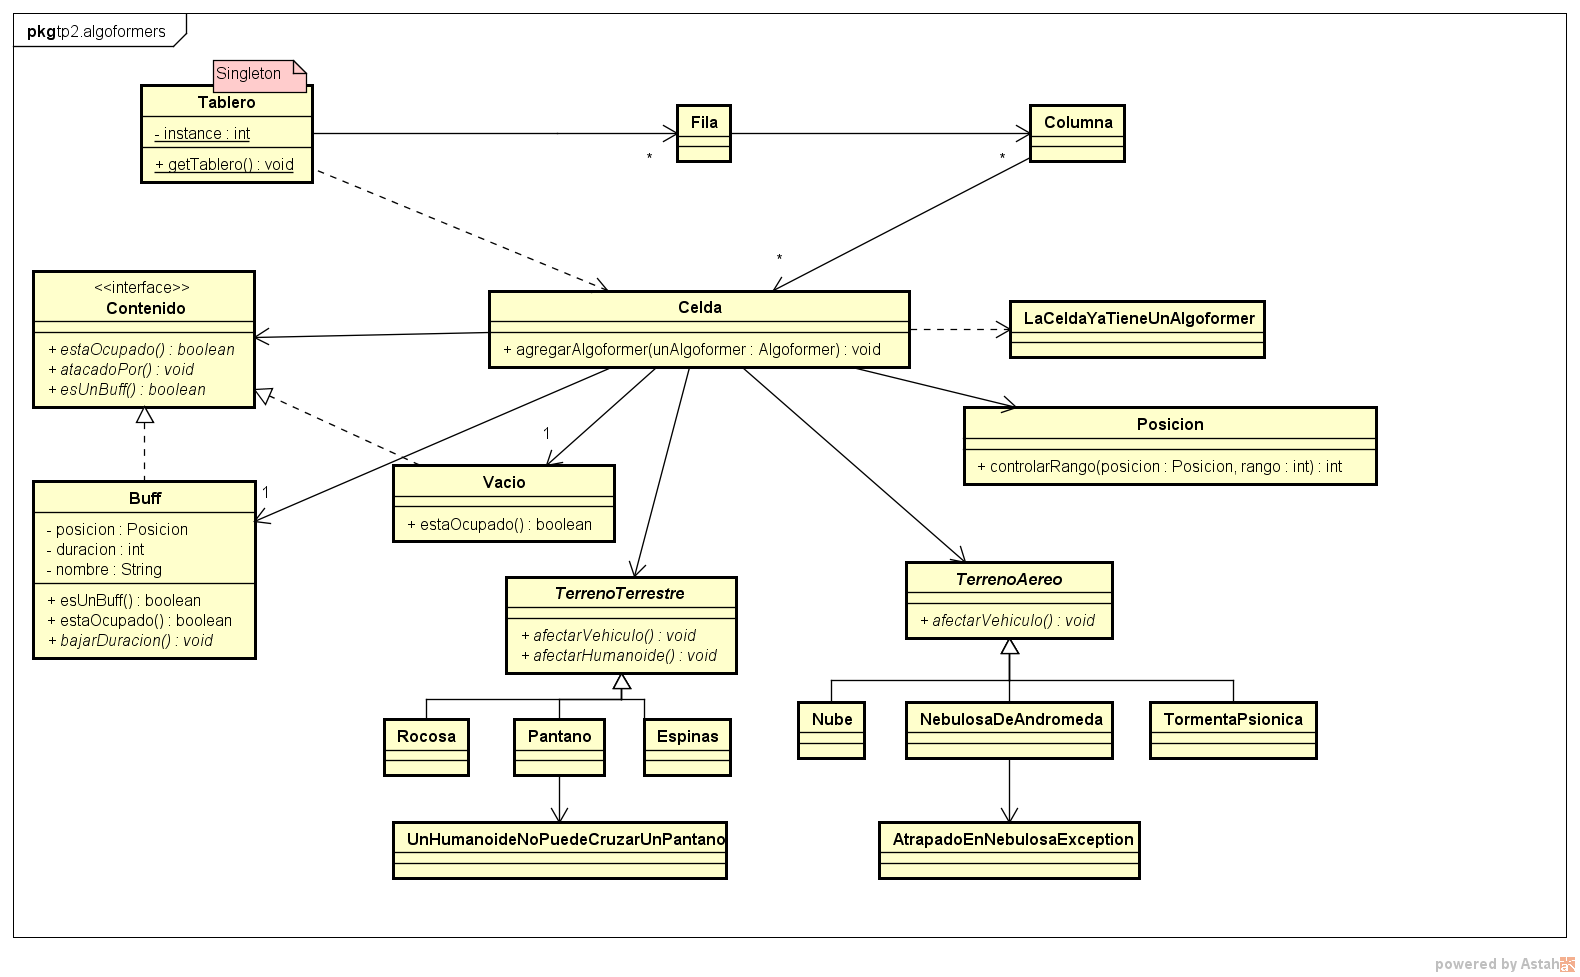 pkgtp2.algoformers
Singleton
Tablero
- instance : int
+ getTablero() : void
*
Fila
*
Columna
*
<<interface>>
Contenido
+ estaOcupado() : boolean
+ atacadoPor() : void
+ esUnBuff() : boolean
Celda
+ agregarAlgoformer(unAlgoformer : Algoformer) : void
LaCeldaYaTieneUnAlgoformer
Posicion
+ controlarRango(posicion : Posicion, rango : int) : int
1
Vacio
+ estaOcupado() : boolean
1
Buff
- posicion : Posicion
- duracion : int
- nombre : String
+ esUnBuff() : boolean
+ estaOcupado() : boolean
+ bajarDuracion() : void
TerrenoTerrestre
+ afectarVehiculo() : void
+ afectarHumanoide() : void
TerrenoAereo
+ afectarVehiculo() : void
Rocosa
Pantano
Espinas
Nube
NebulosaDeAndromeda
TormentaPsionica
UnHumanoideNoPuedeCruzarUnPantano
AtrapadoEnNebulosaException
powered by Astah